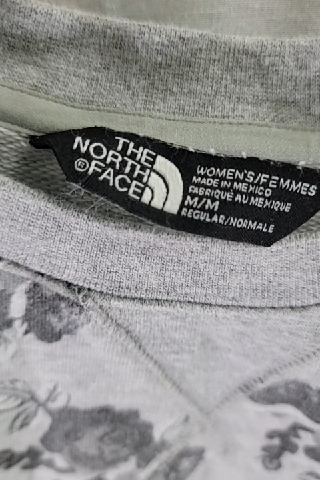 THE
NORTH
®FACE
WOMEN'S/FEMMES
MADE IN MEXICO
FABRIQUÉ AU MEXIQUE
M/M
REGULAR/NORMALE